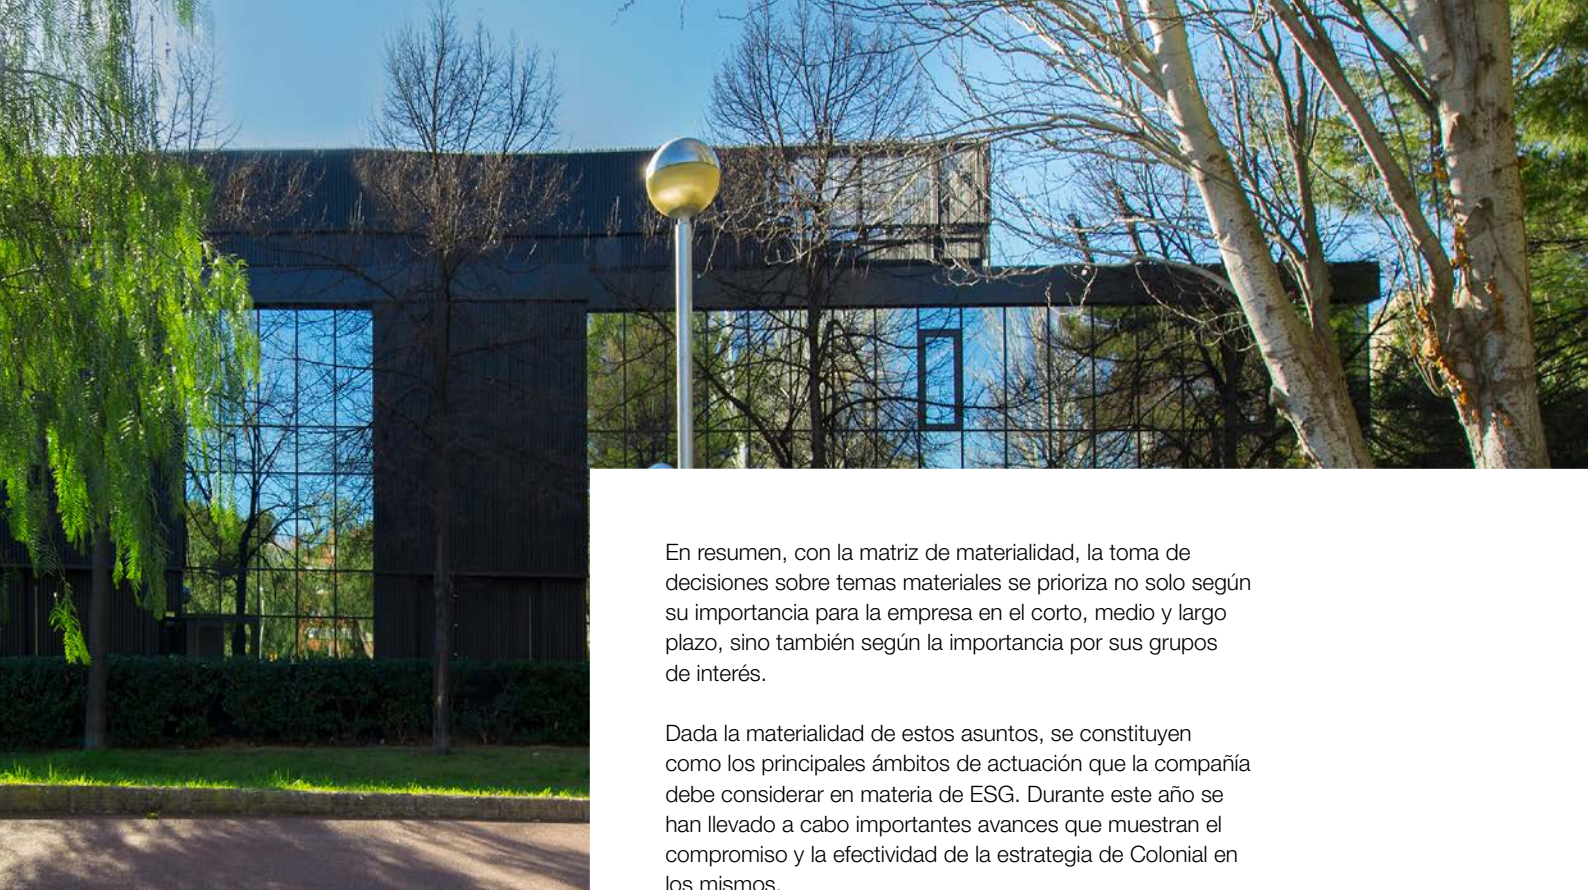 En resumen, con la matriz de materialidad, la toma de
decisiones sobre temas materiales se prioriza no solo según
su importancia para la empresa en el corto, medio y largo
plazo, sino también según la importancia por sus grupos
de interés.
Dada la materialidad de estos asuntos, se constituyen
como los principales ámbitos de actuación que la compañía
debe considerar en materia de ESG. Durante este año se
han llevado a cabo importantes avances que muestran el
compromiso y la efectividad de la estrategia de Colonial en
los mismos.